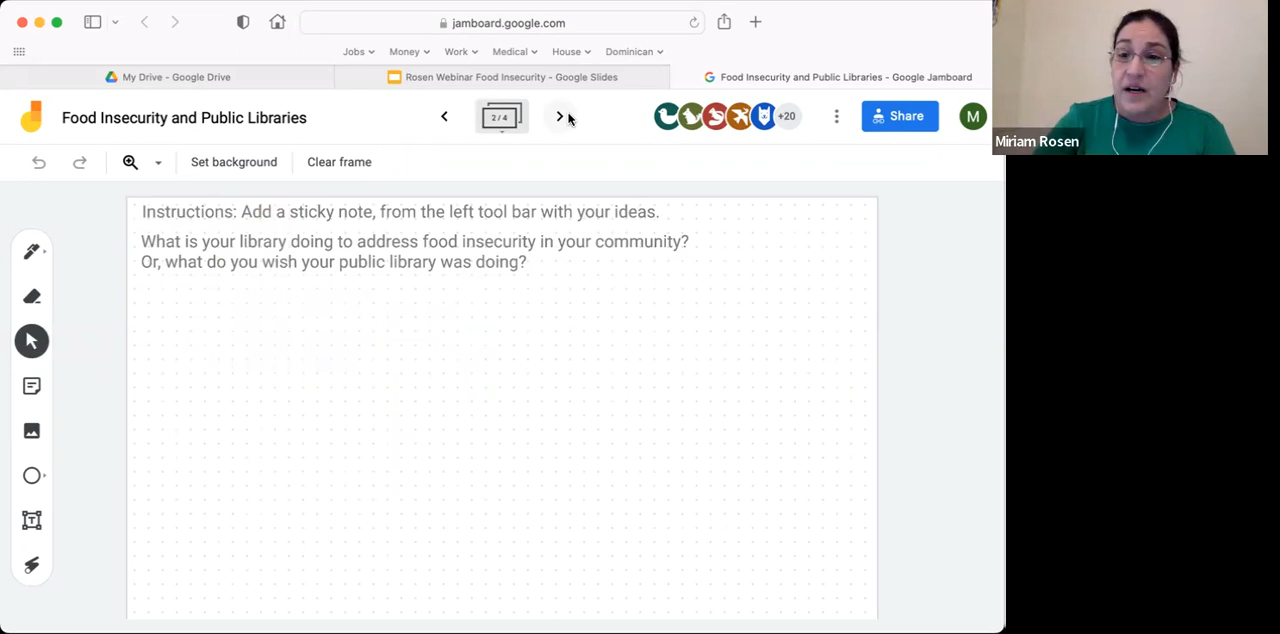 jamboard.google.com
Jobs Money Work Medical House Dominican
My Drive - Google Drive
Rosen Webinar Food Insecurity - Google Slides
Food Insecurity and Public Libraries - Google Jamboard
Food Insecurity and Public Libraries
2 / 4
+20
Share
M
Miriam Rosen
Set background
Clear frame
Instructions: Add a sticky note, from the left tool bar with your ideas.
What is your library doing to address food insecurity in your community?
Or, what do you wish your public library was doing?
T